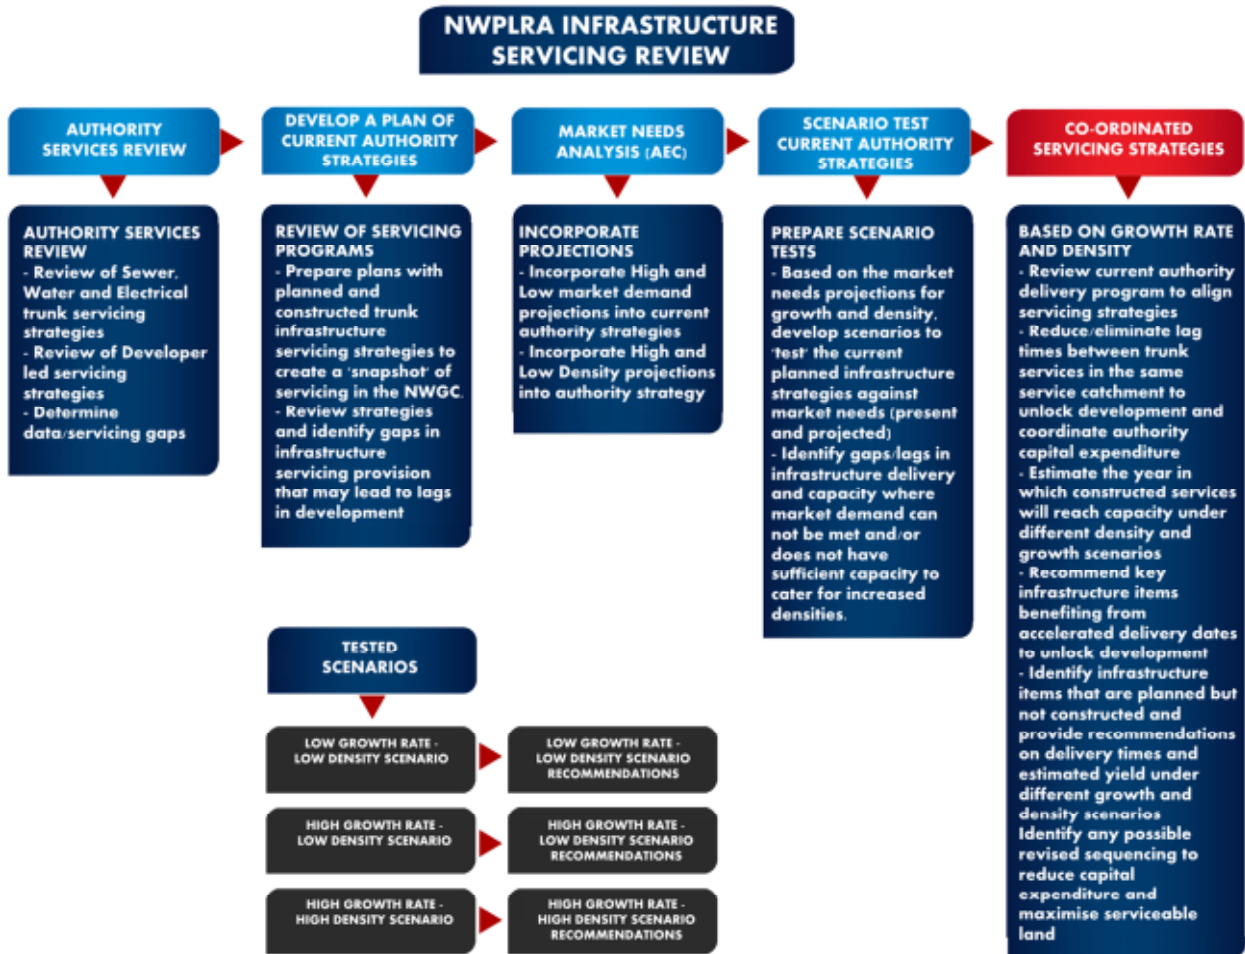 NWPLRA INFRASTRUCTURE
SERVICING REVIEW
AUTHORITY
SERVICES REVIEW
DEVELOP A PLAN OF
CURRENT AUTHORITY
STRATEGIES
MARKET NEEDS
ANALYSIS (AEC)
SCENARIO TEST
CURRENT AUTHORITY
STRATEGIES
CO-ORDINATED
SERVICING STRATEGIES
AUTHORITY SERVICES
REVIEW
- Review of Sewer,
Water and Electrical
trunk servicing
strategies
- Review of Developer
led servicing
strategies
- Determine
data/servicing gaps
REVIEW OF SERVICING
PROGRAMS
- Prepare plans with
planned and
constructed trunk
infrastructure
servicing strategies to
create a 'snapshot' of
servicing in the NWGC.
- Review strategies
and identify gaps in
infrastructure
servicing provision
that may lead to lags
in development
INCORPORATE
PROJECTIONS
- Incorporate High and
Low market demand
projections into current
authority strategies
- Incorporate High and
Low Density projections
into authority strategy
PREPARE SCENARIO
TESTS
- Based on the market
needs projections for
growth and density,
develop scenarios to
'test' the current
planned infrastructure
strategies against
market needs (present
and projected)
- Identify gaps/lags in
infrastructure delivery
and capacity where
market demand can
not be met and/or
does not have
sufficient capacity to
cater for increased
densities.
BASED ON GROWTH RATE
AND DENSITY
- Review current authority
delivery program to align
servicing strategies
- Reduce/eliminate lag
times between trunk
services in the same
service catchment to
unlock development and
coordinate authority
capital expenditure
- Estimate the year in
which constructed services
will reach capacity under
different density and
growth scenarios
- Recommend key
infrastructure items
benefiting from
accelerated delivery dates
to unlock development
- Identify infrastructure
items that are planned but
not constructed and
provide recommendations
on delivery times and
estimated yield under
different growth and
density scenarios
Identify any possible
revised sequencing to
reduce capital
expenditure and
maximise serviceable
land
TESTED
SCENARIOS
LOW GROWTH RATE -
LOW DENSITY SCENARIO
LOW GROWTH RATE -
LOW DENSITY SCENARIO
RECOMMENDATIONS
HIGH GROWTH RATE -
LOW DENSITY SCENARIO
HIGH GROWTH RATE -
LOW DENSITY SCENARIO
RECOMMENDATIONS
HIGH GROWTH RATE -
HIGH DENSITY SCENARIO
HIGH GROWTH RATE -
HIGH DENSITY SCENARIO
RECOMMENDATIONS